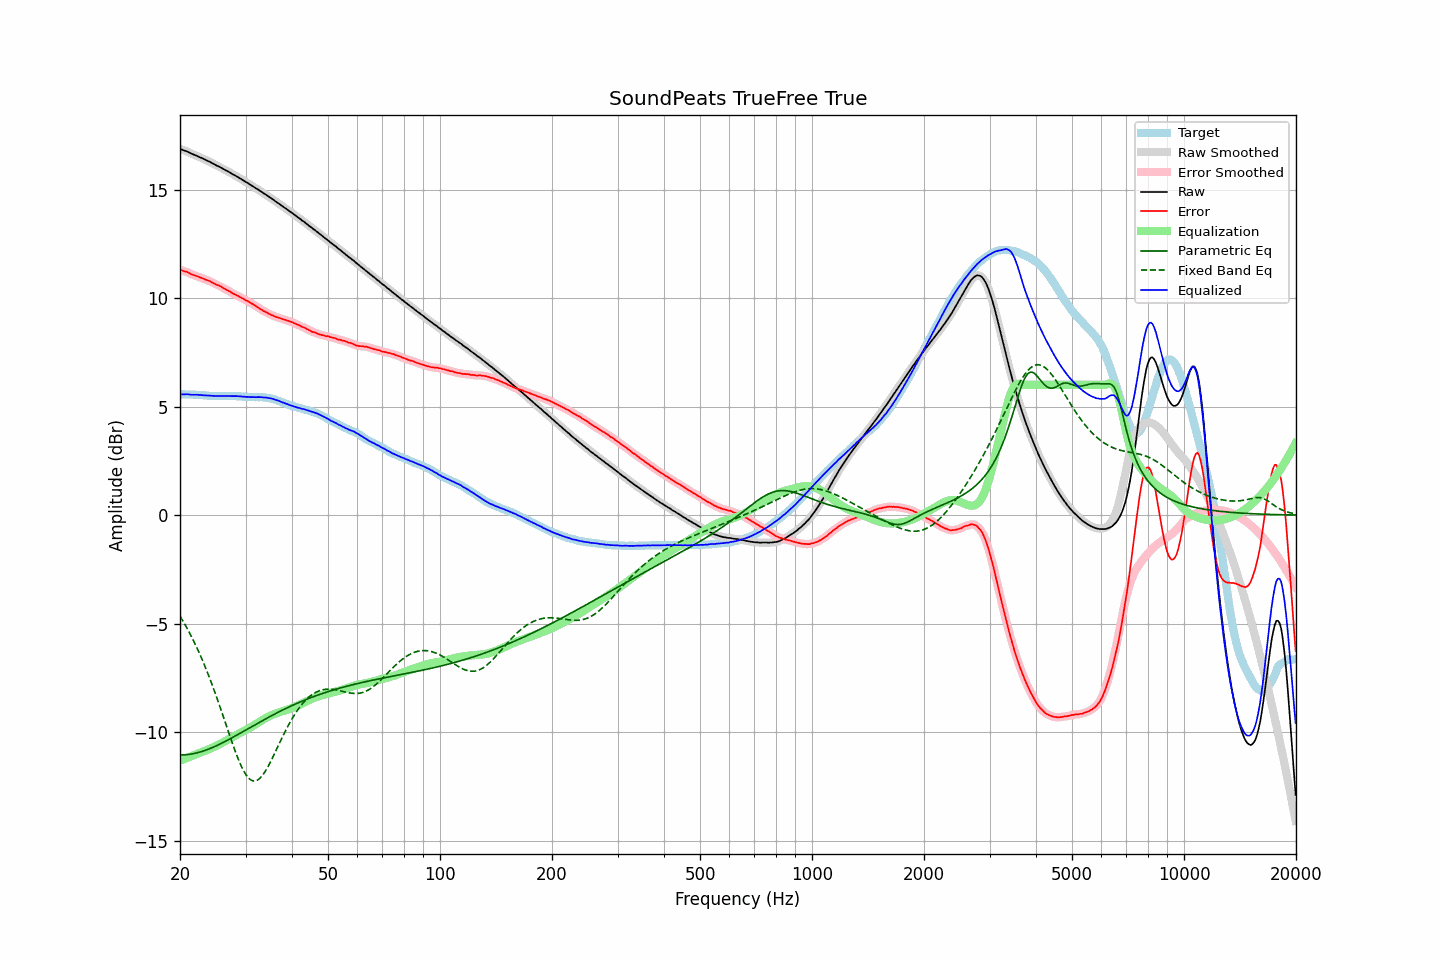 SoundPeats TrueFree True
Target
Raw Smoothed
Error Smoothed
Raw
Error
Equalization
Parametric Eq
Fixed Band Eq
Equalized
15
10
5
0
−5
−10
−15
Amplitude (dBr)
20 50 100 200 500 1000 2000 5000 10000 20000
Frequency (Hz)